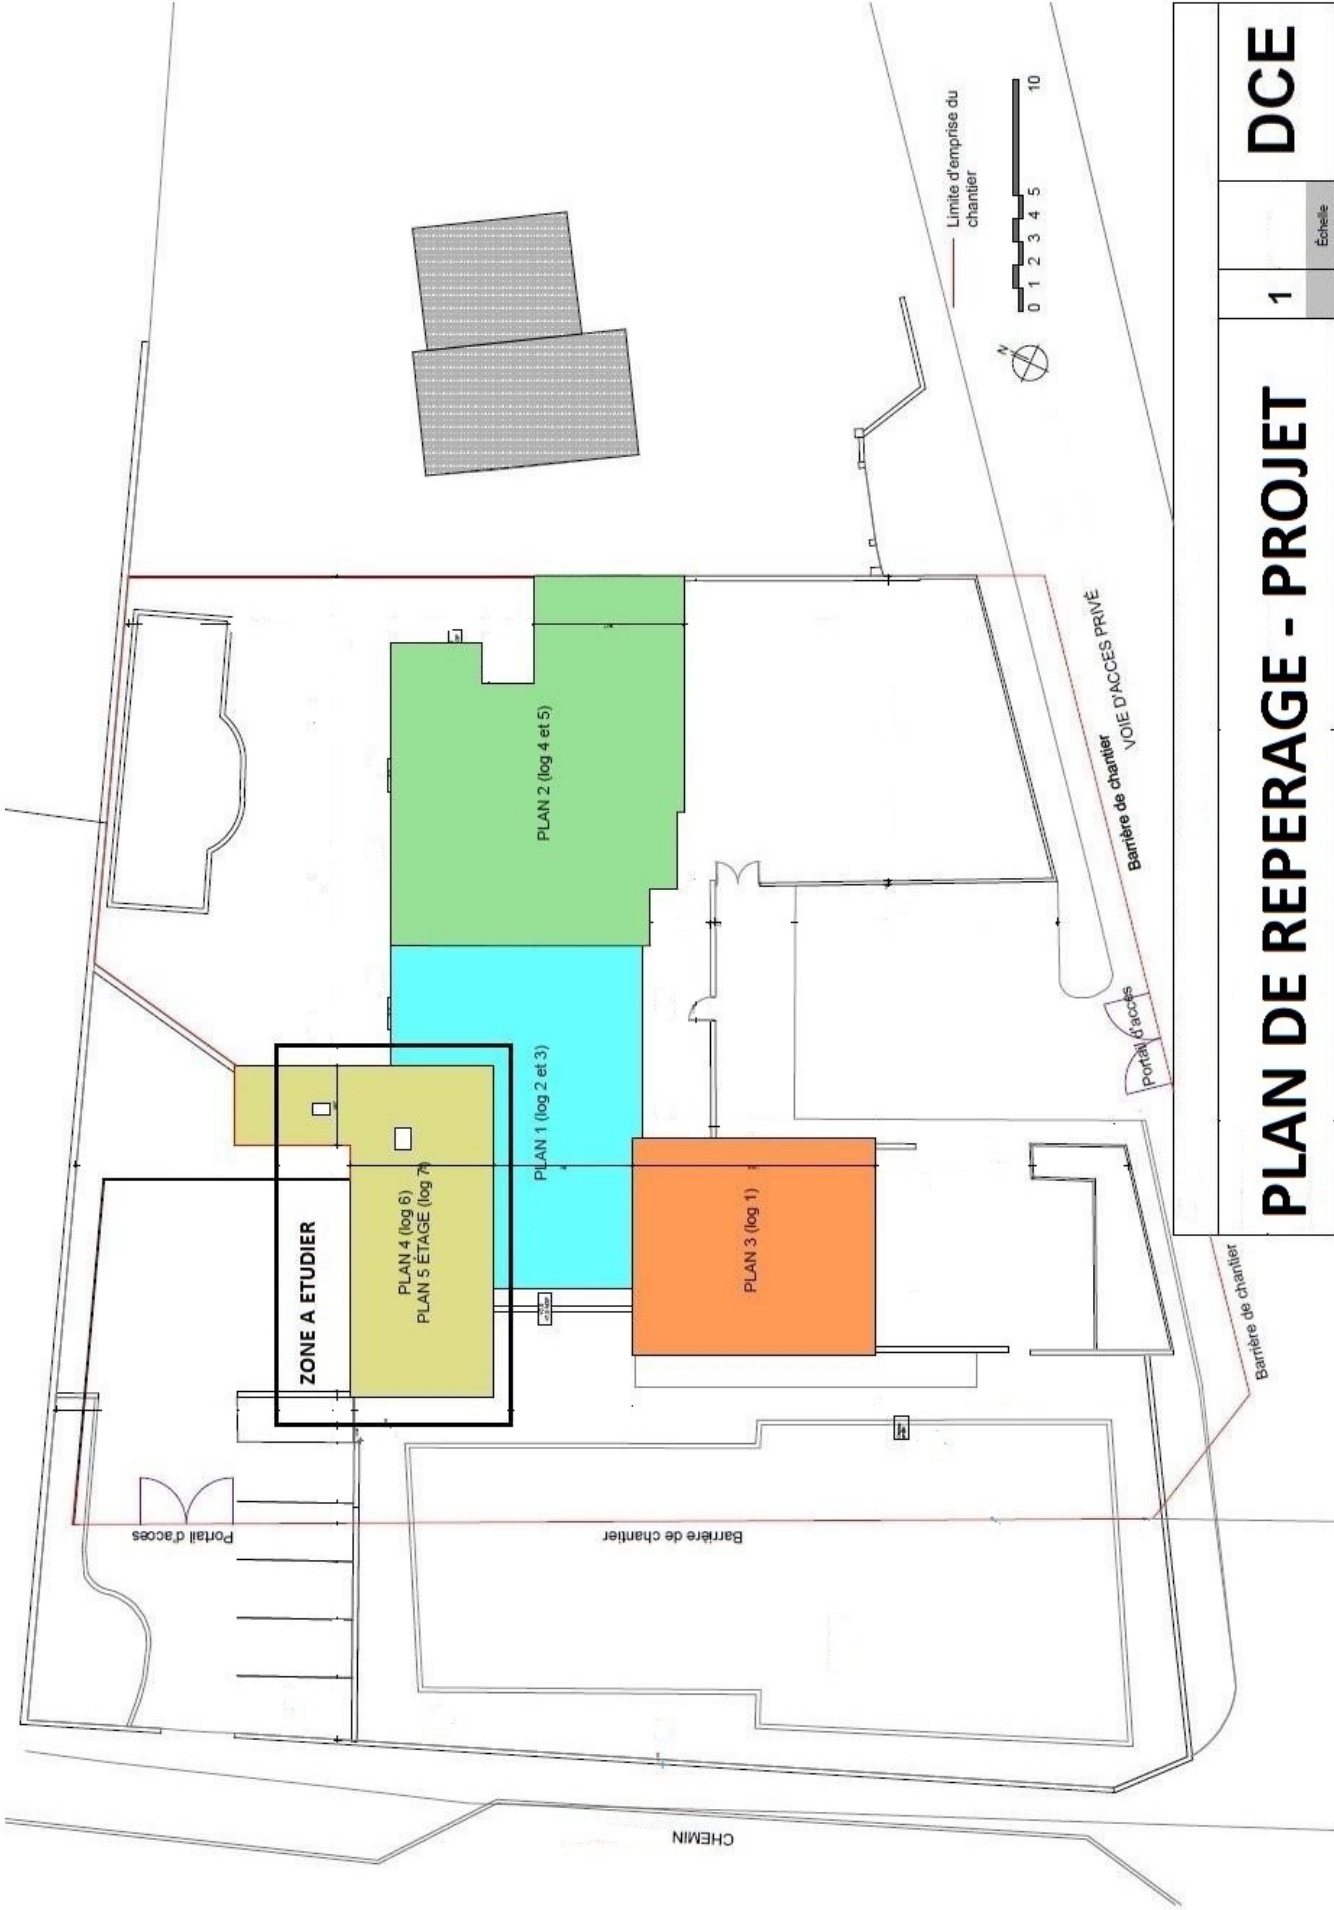 ZONE A ETUDIER
PLAN 4 (log 6)
PLAN 5 ÉTAGE (log 7)
PLAN 1 (log 2 et 3)
PLAN 2 (log 4 et 5)
PLAN 3 (log 1)
Portail d'acces
Barrière de chantier
CHEMIN
Barrière de chantier
Portail d'accès
Barrière de chantier
VOIE D'ACCES PRIVÉ
Limite d'emprise du
chantier
N
0 1 2 3 4 5 10
PLAN DE REPERAGE - PROJET
1
Échelle
DCE